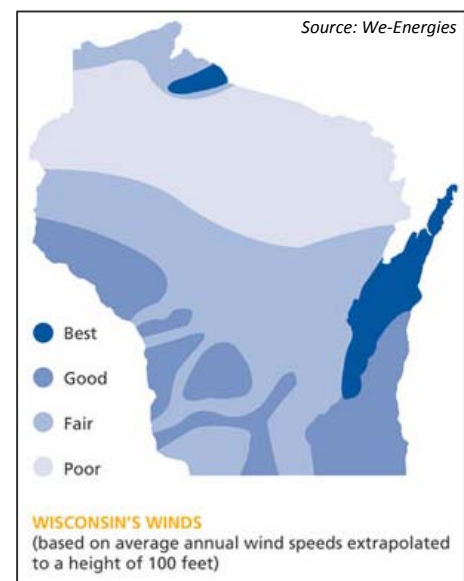 Source: We-Energies
Best
Good
Fair
Poor
WISCONSIN'S WINDS
(based on average annual wind speeds extrapolated
to a height of 100 feet)